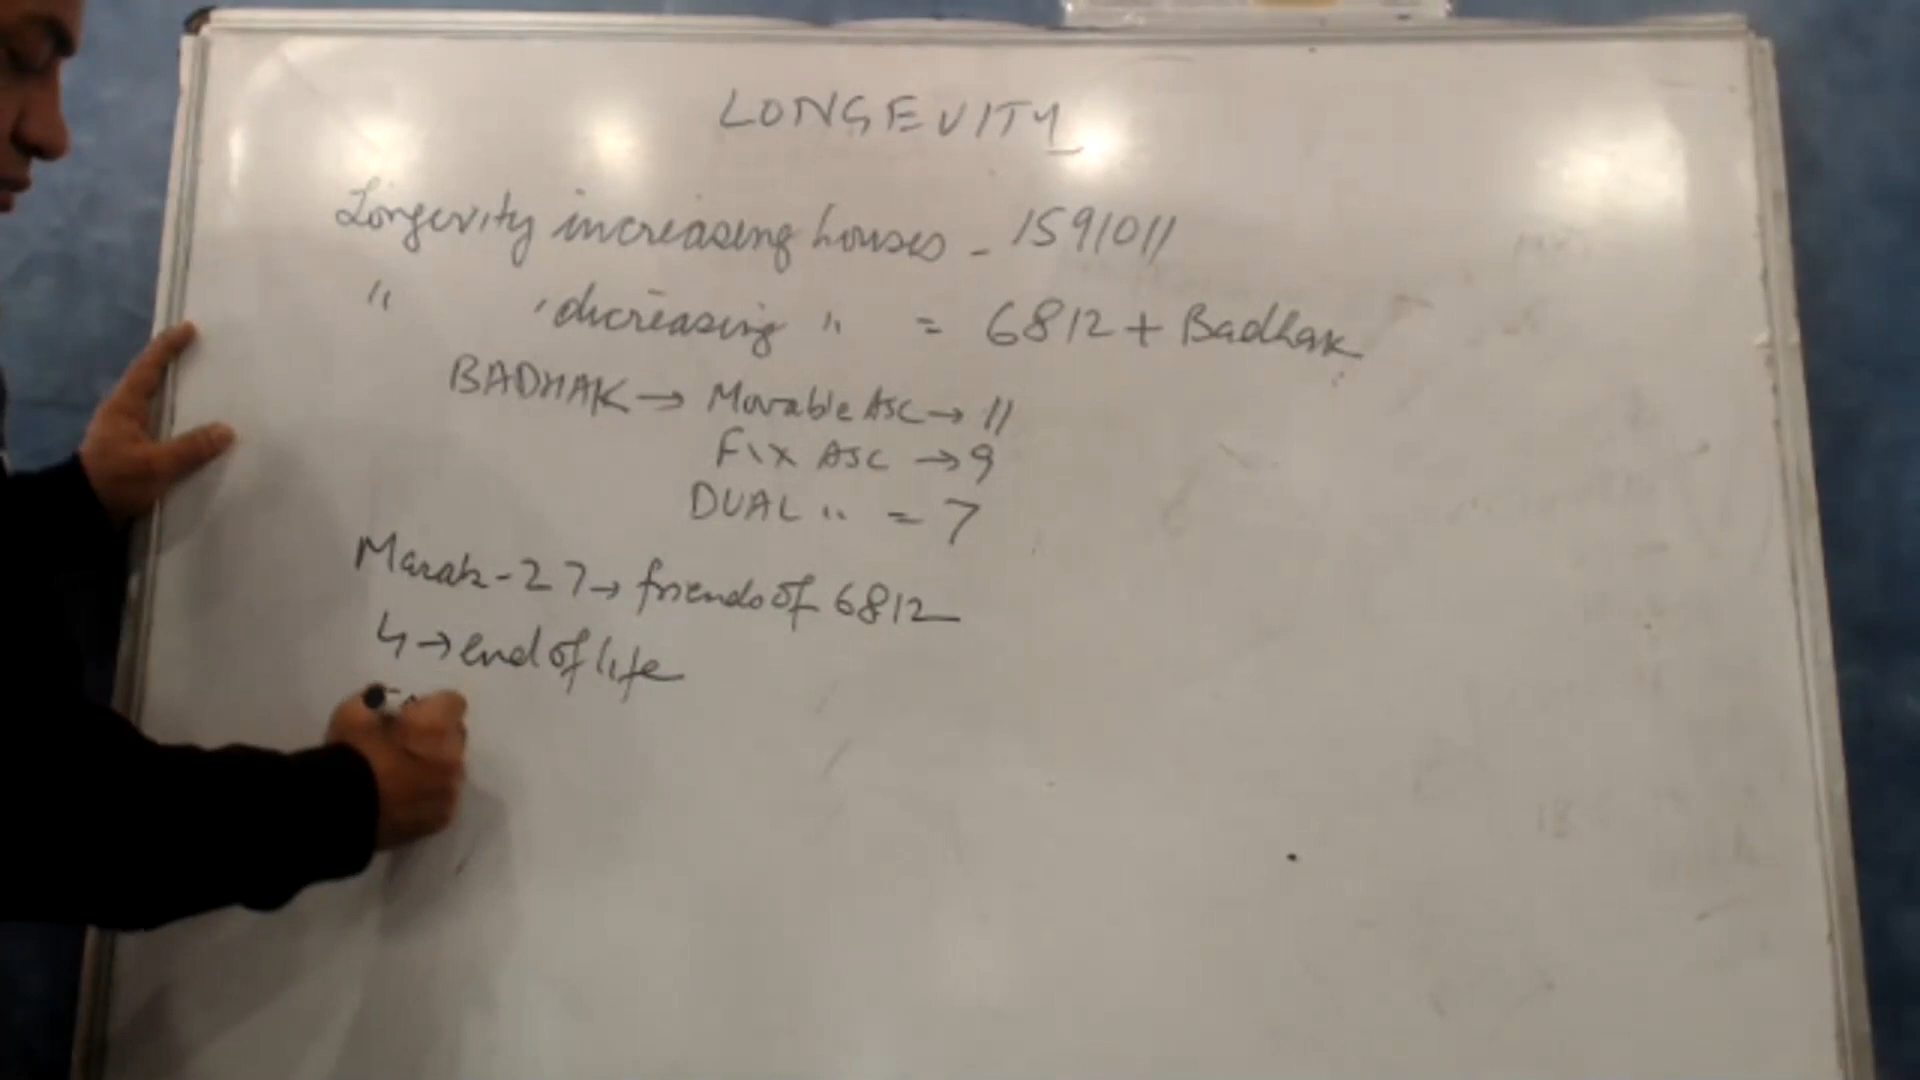 LONGEVITY
Longevity increasing houses - 1591011
" " decreasing " = 6812 + Badhak
BADHAK → Movable ASC → 11
FIX ASC → 9
DUAL " = 7
Marak - 27 → friends of 6812
4 → end of life